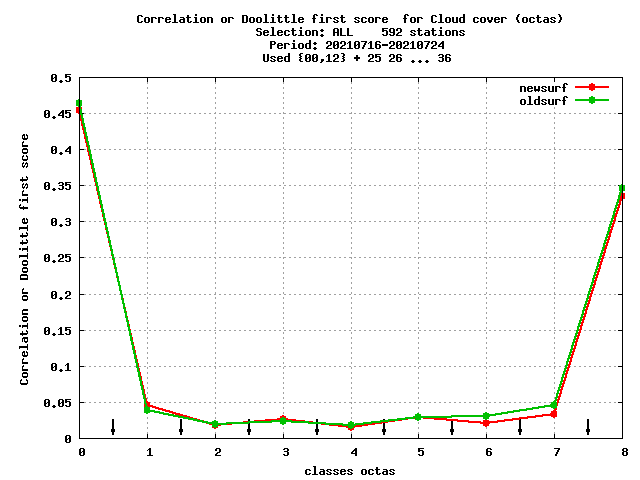 Correlation or Doolittle first score  for Cloud cover (octas)
Selection: ALL    592 stations
Period: 20210716-20210724
Used {00,12} + 25 26 ... 36
newsurf
oldsurf
0.5
0.45
0.4
0.35
0.3
0.25
0.2
0.15
0.1
0.05
0
Correlation or Doolittle first score
0 1 2 3 4 5 6 7 8
classes octas